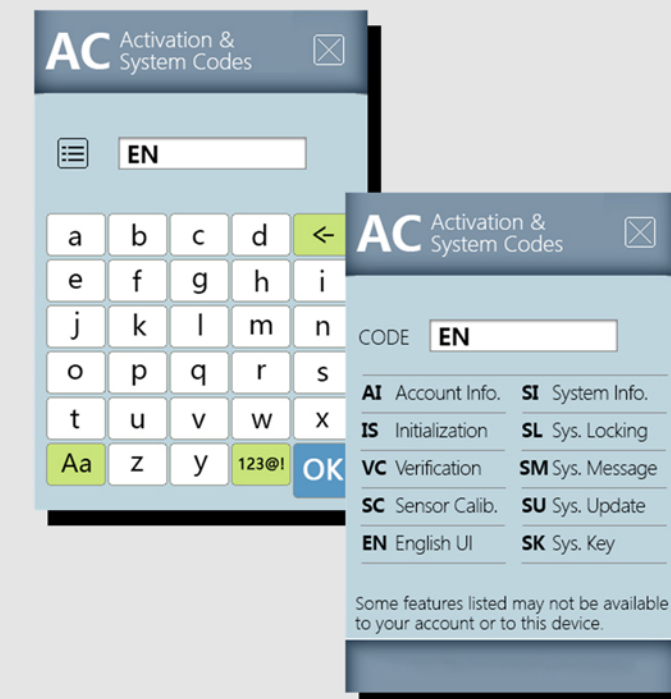 AC Activation &
System Codes
EN
a b c d <-
e f g h i
j k l m n
o p q r s
t u v w x
Aa z y 123@! OK
AC Activation &
System Codes
CODE EN
AI Account Info. SI System Info.
IS Initialization SL Sys. Locking
VC Verification SM Sys. Message
SC Sensor Calib. SU Sys. Update
EN English UI SK Sys. Key
Some features listed may not be available
to your account or to this device.